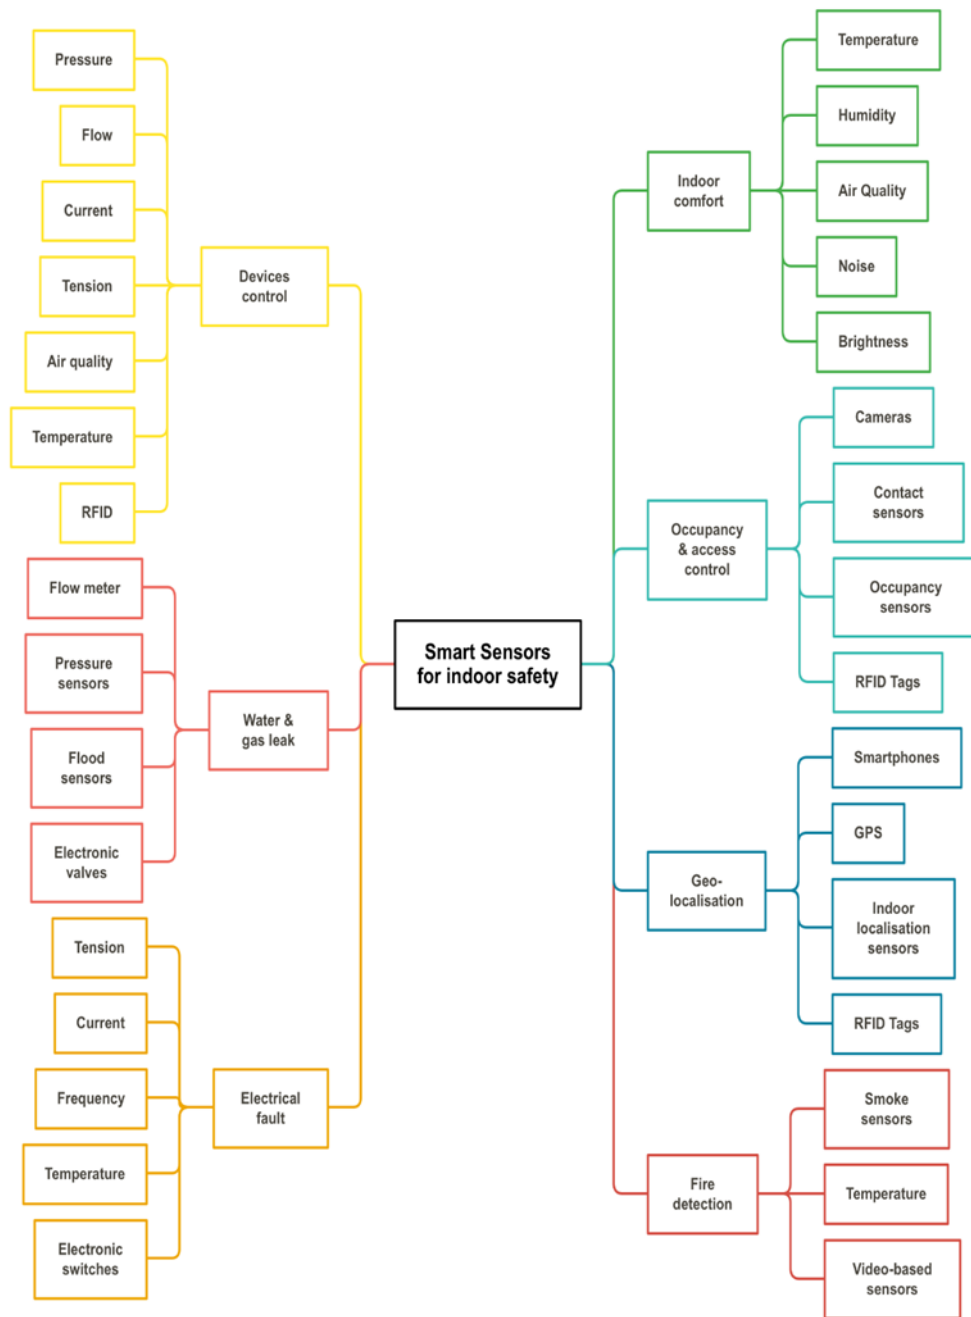 Pressure
Flow
Current
Tension
Air quality
Temperature
RFID
Devices
control
Flow meter
Pressure
sensors
Flood
sensors
Electronic
valves
Water &
gas leak
Tension
Current
Frequency
Temperature
Electronic
switches
Electrical
fault
Smart Sensors
for indoor safety
Indoor
comfort
Temperature
Humidity
Air Quality
Noise
Brightness
Occupancy
& access
control
Cameras
Contact
sensors
Occupancy
sensors
RFID Tags
Geo-
localisation
Smartphones
GPS
Indoor
localisation
sensors
RFID Tags
Fire
detection
Smoke
sensors
Temperature
Video-based
sensors